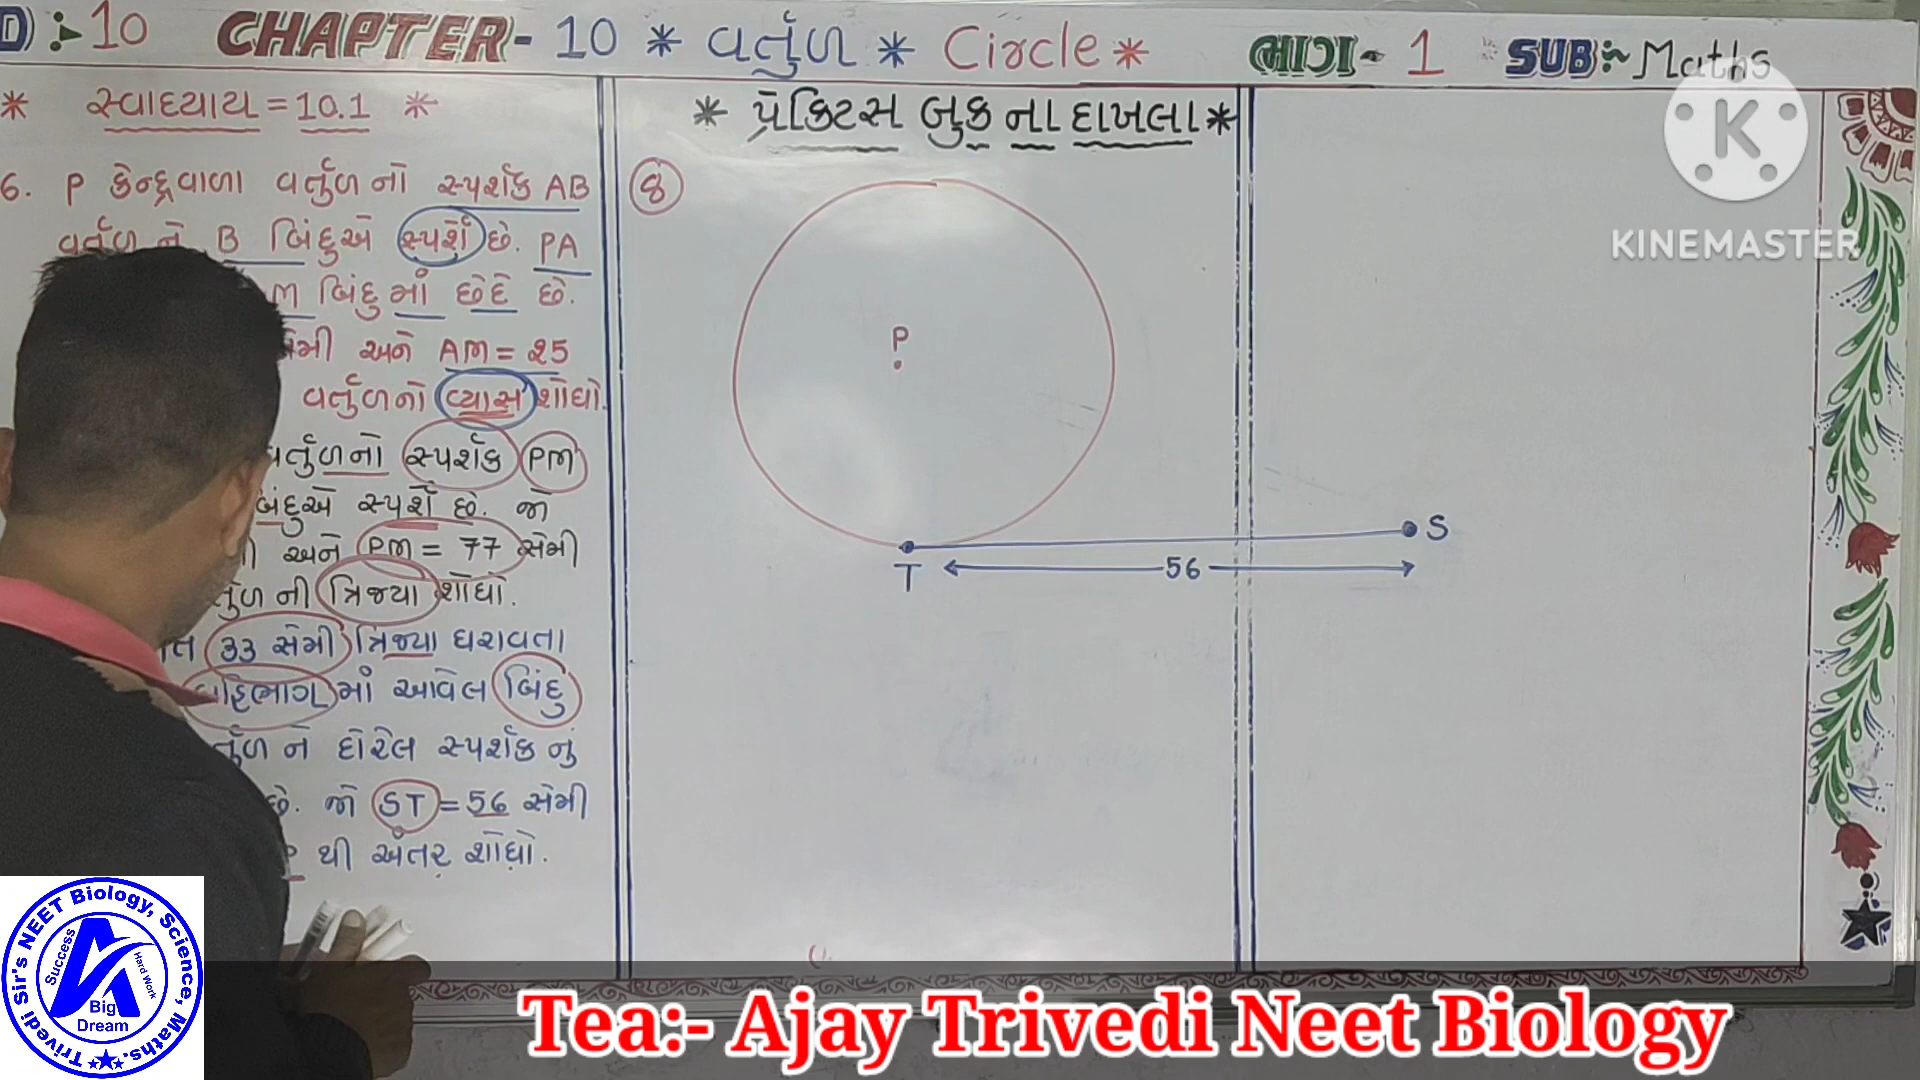 D :- 10 CHAPTER- 10 * વર્તુળ * Circle * ભાગ- 1 SUB:- Maths
* સ્વાધ્યાય = 10.1 *
6. P કેન્દ્રવાળા વર્તુળનો સ્પર્શક AB
વર્તુળ ને B બિંદુએ સ્પર્શે છે. PA
M બિંદુ માં છેદે છે.
સેમી અને AM = 25
વર્તુળનો વ્યાસ શોધો.
વર્તુળનો સ્પર્શક PM
બિંદુએ સ્પર્શે છે. જો
અને PM = 77 સેમી
વર્તુળ ની ત્રિજ્યા શોધો.
33 સેમી ત્રિજ્યા ધરાવતા
બહિર્ભાગ માં આવેલ બિંદુ
વર્તુળ ને દોરેલ સ્પર્શક નું
છે. જો ST = 56 સેમી
P થી અંતર શોધો.
* પ્રેક્ટિસ બુક ના દાખલા *
8
P
T
56
S
K
KINEMASTER
Trivedi Sir's NEET Biology, Science, Maths.
Success
Hard Work
Big
Dream
Tea:- Ajay Trivedi Neet Biology